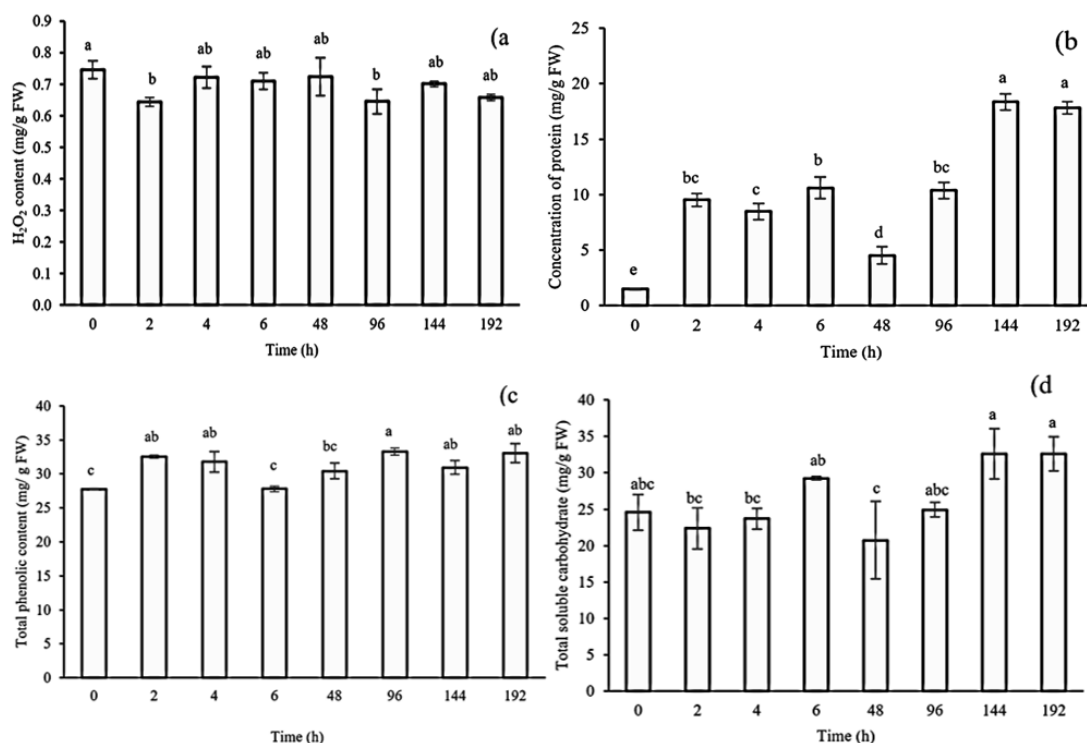 (a
H₂O₂ content (mg/g FW)
0.9
0.8
0.7
0.6
0.5
0.4
0.3
0.2
0.1
0.0
a b ab ab ab b ab ab
0 2 4 6 48 96 144 192
Time (h)
(b
Concentration of protein (mg/g FW)
25
20
15
10
5
0
e bc c b d bc a a
0 2 4 6 48 96 144 192
Time (h)
(c
Total phenolic content (mg/ g FW)
40
35
30
25
20
15
10
5
0
c ab ab c bc a ab ab
0 2 4 6 48 96 144 192
Time (h)
(d
Total soluble carbohydrate (mg/g FW)
40
35
30
25
20
15
10
5
0
abc bc bc ab c abc a a
0 2 4 6 48 96 144 192
Time (h)